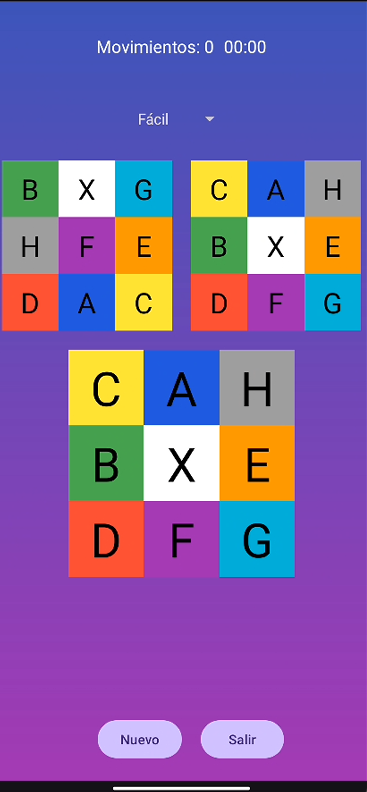 Movimientos: 0 00:00
Fácil
B X G
H F E
D A C
C A H
B X E
D F G
C A H
B X E
D F G
Nuevo
Salir